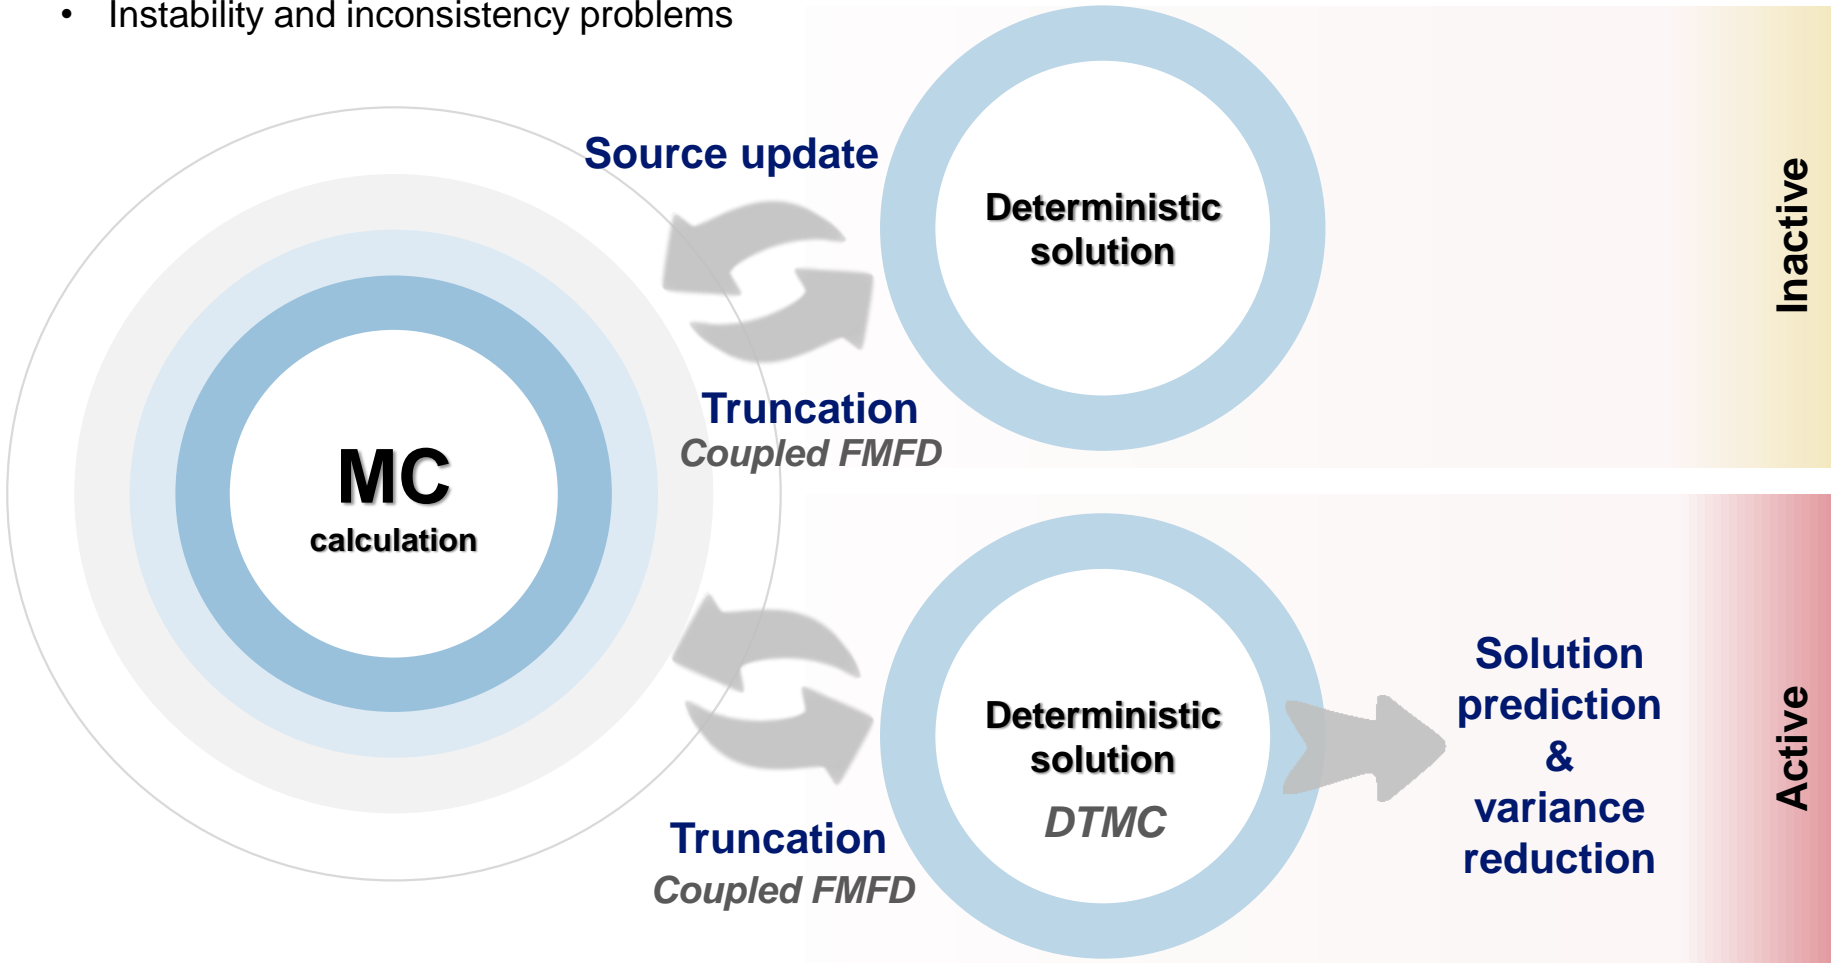 • Instability and inconsistency problems
Source update
Deterministic
solution
Inactive
Truncation
Coupled FMFD
MC
calculation
Deterministic
solution
DTMC
Solution
prediction
&
variance
reduction
Active
Truncation
Coupled FMFD